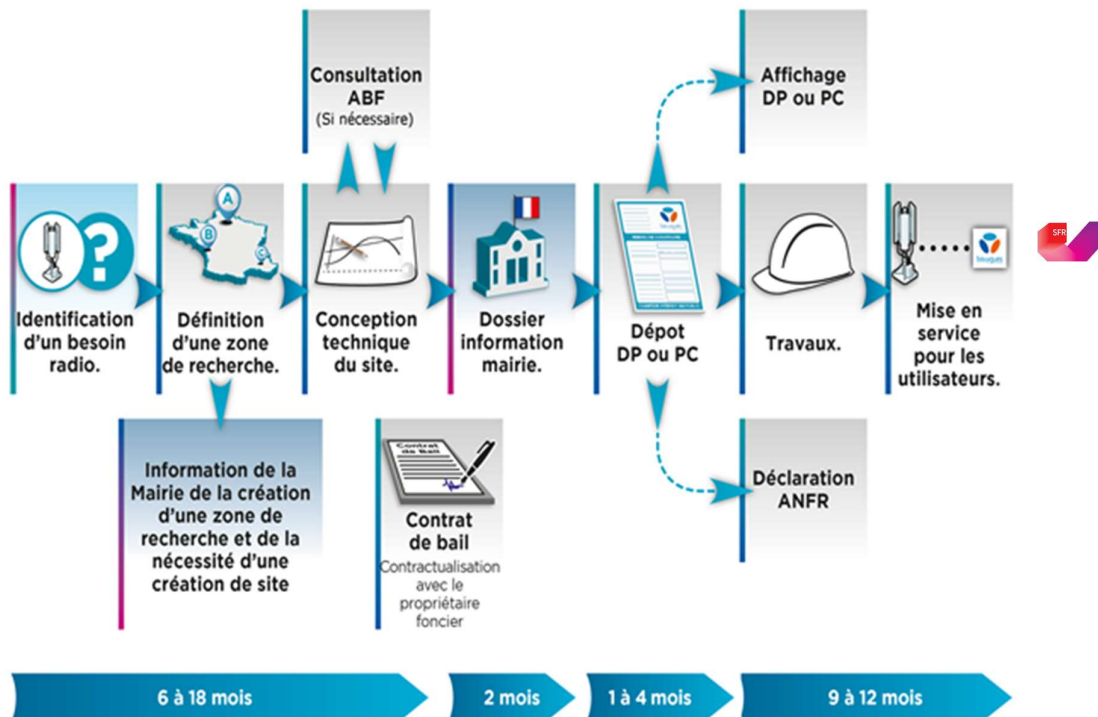 Consultation
ABF
(Si nécessaire)
Affichage
DP ou PC
A
B
C
?
Identification
d'un besoin
radio.
Définition
d'une zone
de recherche.
Conception
technique
du site.
Dossier
information
mairie.
Dépot
DP ou PC
Travaux.
Mise en
service
pour les
utilisateurs.
SFR
Information de la
Mairie de la création
d'une zone de
recherche et de la
nécessité d'une
création de site
Contrat
de Bail
Contrat
de bail
Contractualisation
avec le
propriétaire
foncier
Déclaration
ANFR
6 à 18 mois
2 mois
1 à 4 mois
9 à 12 mois